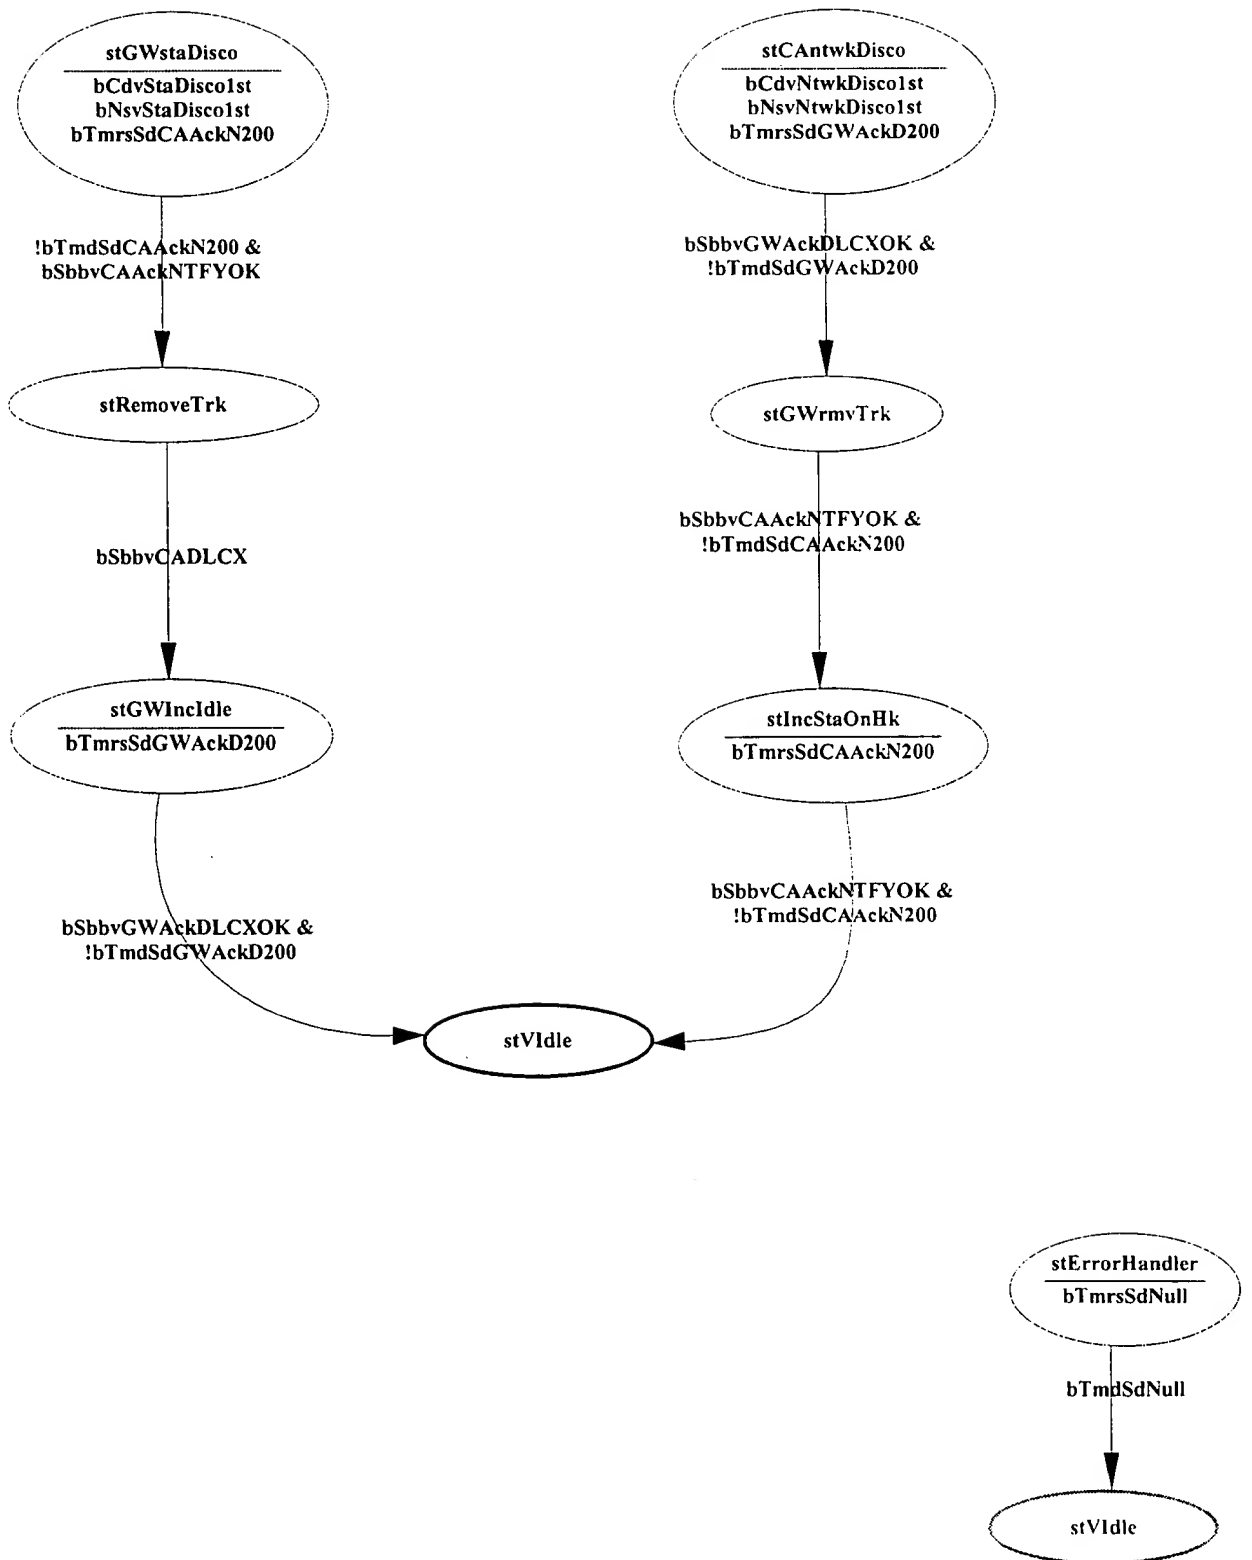 stGWstaDisco
bCdvStaDisco1st
bNsvStaDisco1st
bTmrsSdCAAckN200
stCAntwkDisco
bCdvNtwkDisco1st
bNsvNtwkDisco1st
bTmrsSdGWAckD200
!bTmdSdCAAckN200 &
bSbbvCAAckNTFYOK
bSbbvGWAckDLCXOK &
!bTmdSdGWAckD200
stRemoveTrk
stGWrmvTrk
bSbbvCADLCX
bSbbvCAAckNTFYOK &
!bTmdSdCAAckN200
stGWIncIdle
bTmrsSdGWAckD200
stIncStaOnHk
bTmrsSdCAAckN200
bSbbvGWAckDLCXOK &
!bTmdSdGWAckD200
bSbbvCAAckNTFYOK &
!bTmdSdCAAckN200
stVIdle
stErrorHandler
bTmrsSdNull
bTmdSdNull
stVIdle